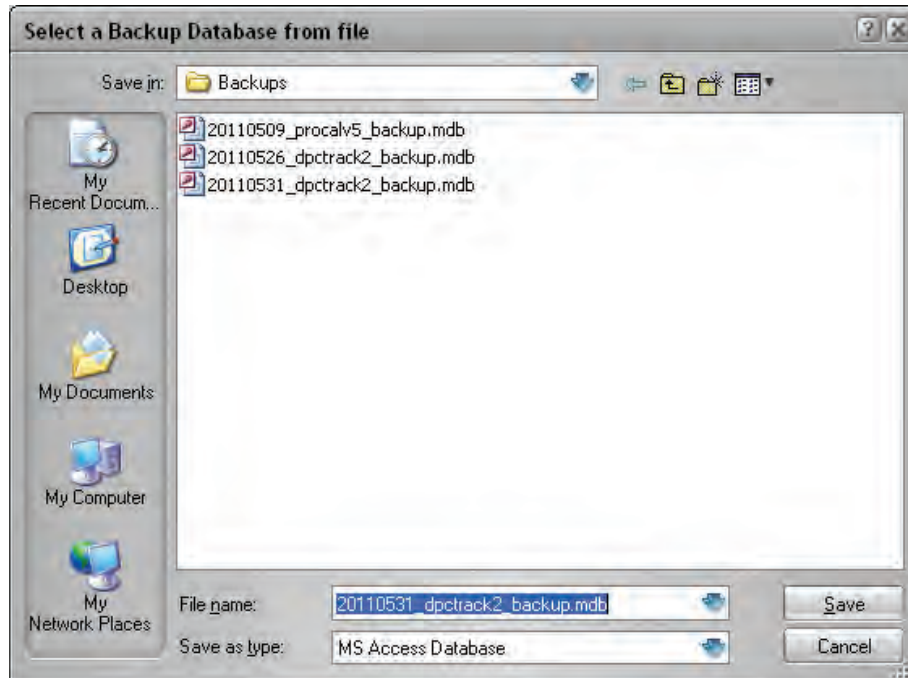 Select a Backup Database from file
Save in: Backups
20110509_procalv5_backup.mdb
20110526_dpctrack2_backup.mdb
20110531_dpctrack2_backup.mdb
My
Recent Docum...
Desktop
My Documents
My Computer
My
Network Places
File name: 20110531_dpctrack2_backup.mdb Save
Save as type: MS Access Database Cancel